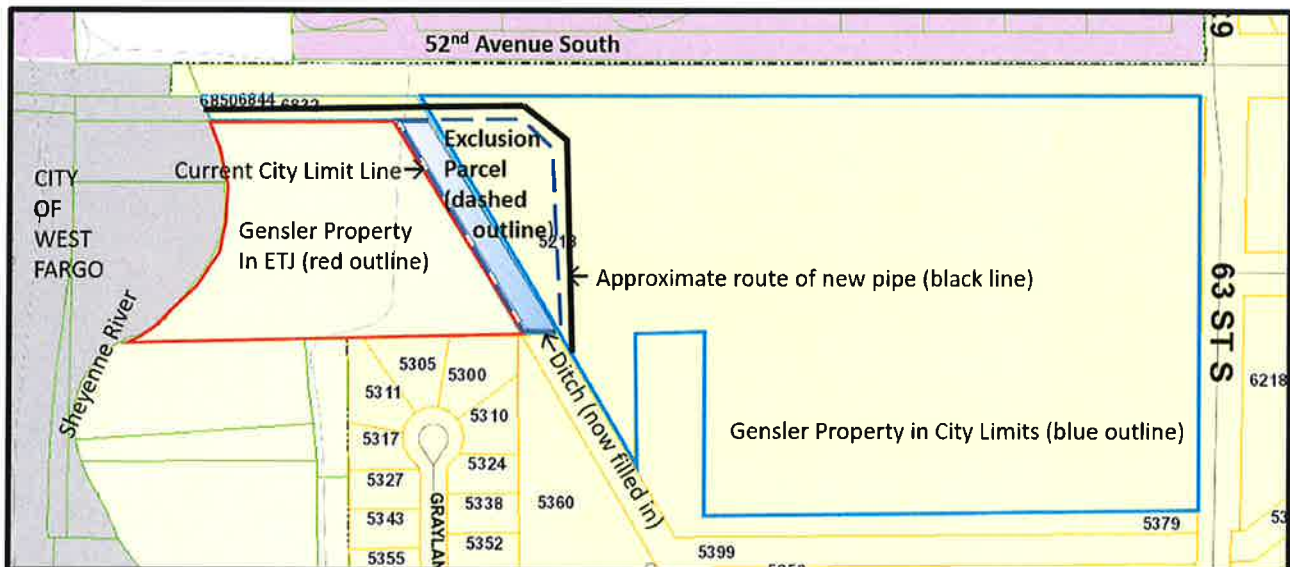 52nd Avenue South
68506844 6832
Exclusion
Parcel
(dashed
outline)
5218
Current City Limit Line
CITY
OF
WEST
FARGO
Gensler Property
In ETJ (red outline)
Approximate route of new pipe (black line)
Sheyenne River
Ditch (now filled in)
63 ST S
6218
Gensler Property in City Limits (blue outline)
5305
5300
5311
5310
5317
5324
5327
5338
5360
5343
5352
5355
GRAYLAN
5379
53
5399